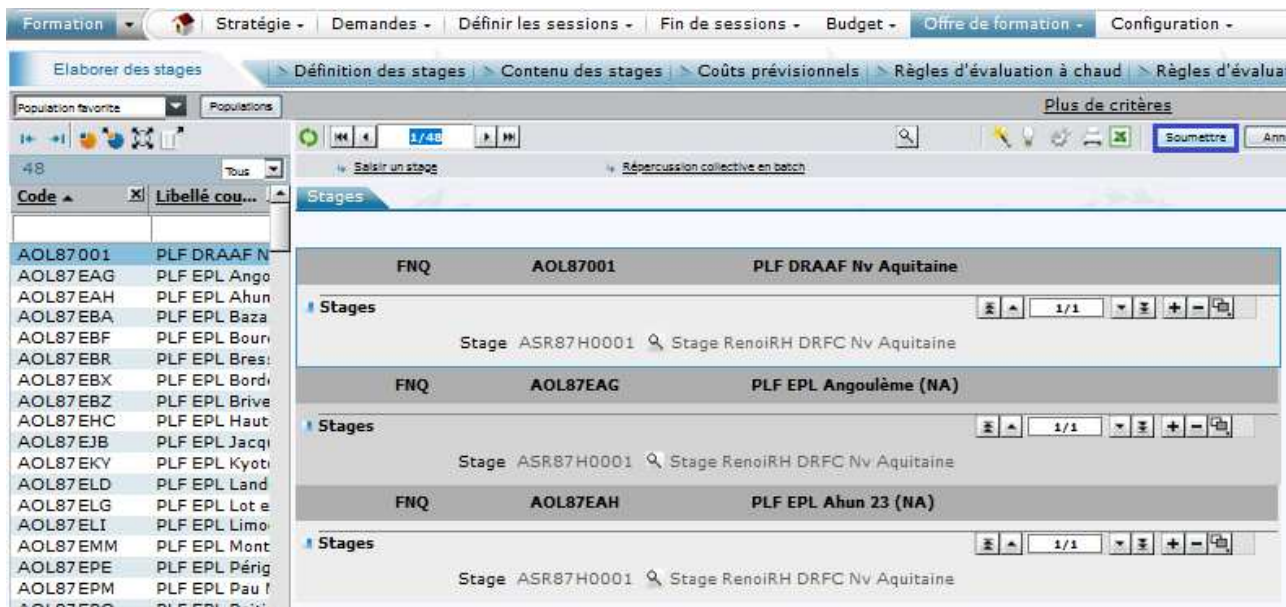 Formation Stratégie Demandes Définir les sessions Fin de sessions Budget Offre de formation Configuration
Elaborer des stages > Définition des stages > Contenu des stages > Coûts prévisionnels > Règles d'évaluation à chaud > Règles d'évalua
Population favorite Populations Plus de critères
1/48 Soumettre Ann
48 Tous Saisir un stage Répercussion collective en batch
Code Libellé cou... Stages
AOL87001 PLF DRAAF N
AOL87EAG PLF EPL Ango
AOL87EAH PLF EPL Ahun
AOL87EBA PLF EPL Baza
AOL87EBF PLF EPL Bour
AOL87EBR PLF EPL Bres
AOL87EBX PLF EPL Bord
AOL87EBZ PLF EPL Brive
AOL87EHC PLF EPL Haut
AOL87EJB PLF EPL Jacq
AOL87EKY PLF EPL Kyot
AOL87ELD PLF EPL Land
AOL87ELG PLF EPL Lot e
AOL87ELI PLF EPL Limo
AOL87EMM PLF EPL Mont
AOL87EPE PLF EPL Périg
AOL87EPM PLF EPL Pau
FNQ AOL87001 PLF DRAAF Nv Aquitaine
Stages 1/1
Stage ASR87H0001 Stage RenoiRH DRFC Nv Aquitaine
FNQ AOL87EAG PLF EPL Angoulème (NA)
Stages 1/1
Stage ASR87H0001 Stage RenoiRH DRFC Nv Aquitaine
FNQ AOL87EAH PLF EPL Ahun 23 (NA)
Stages 1/1
Stage ASR87H0001 Stage RenoiRH DRFC Nv Aquitaine